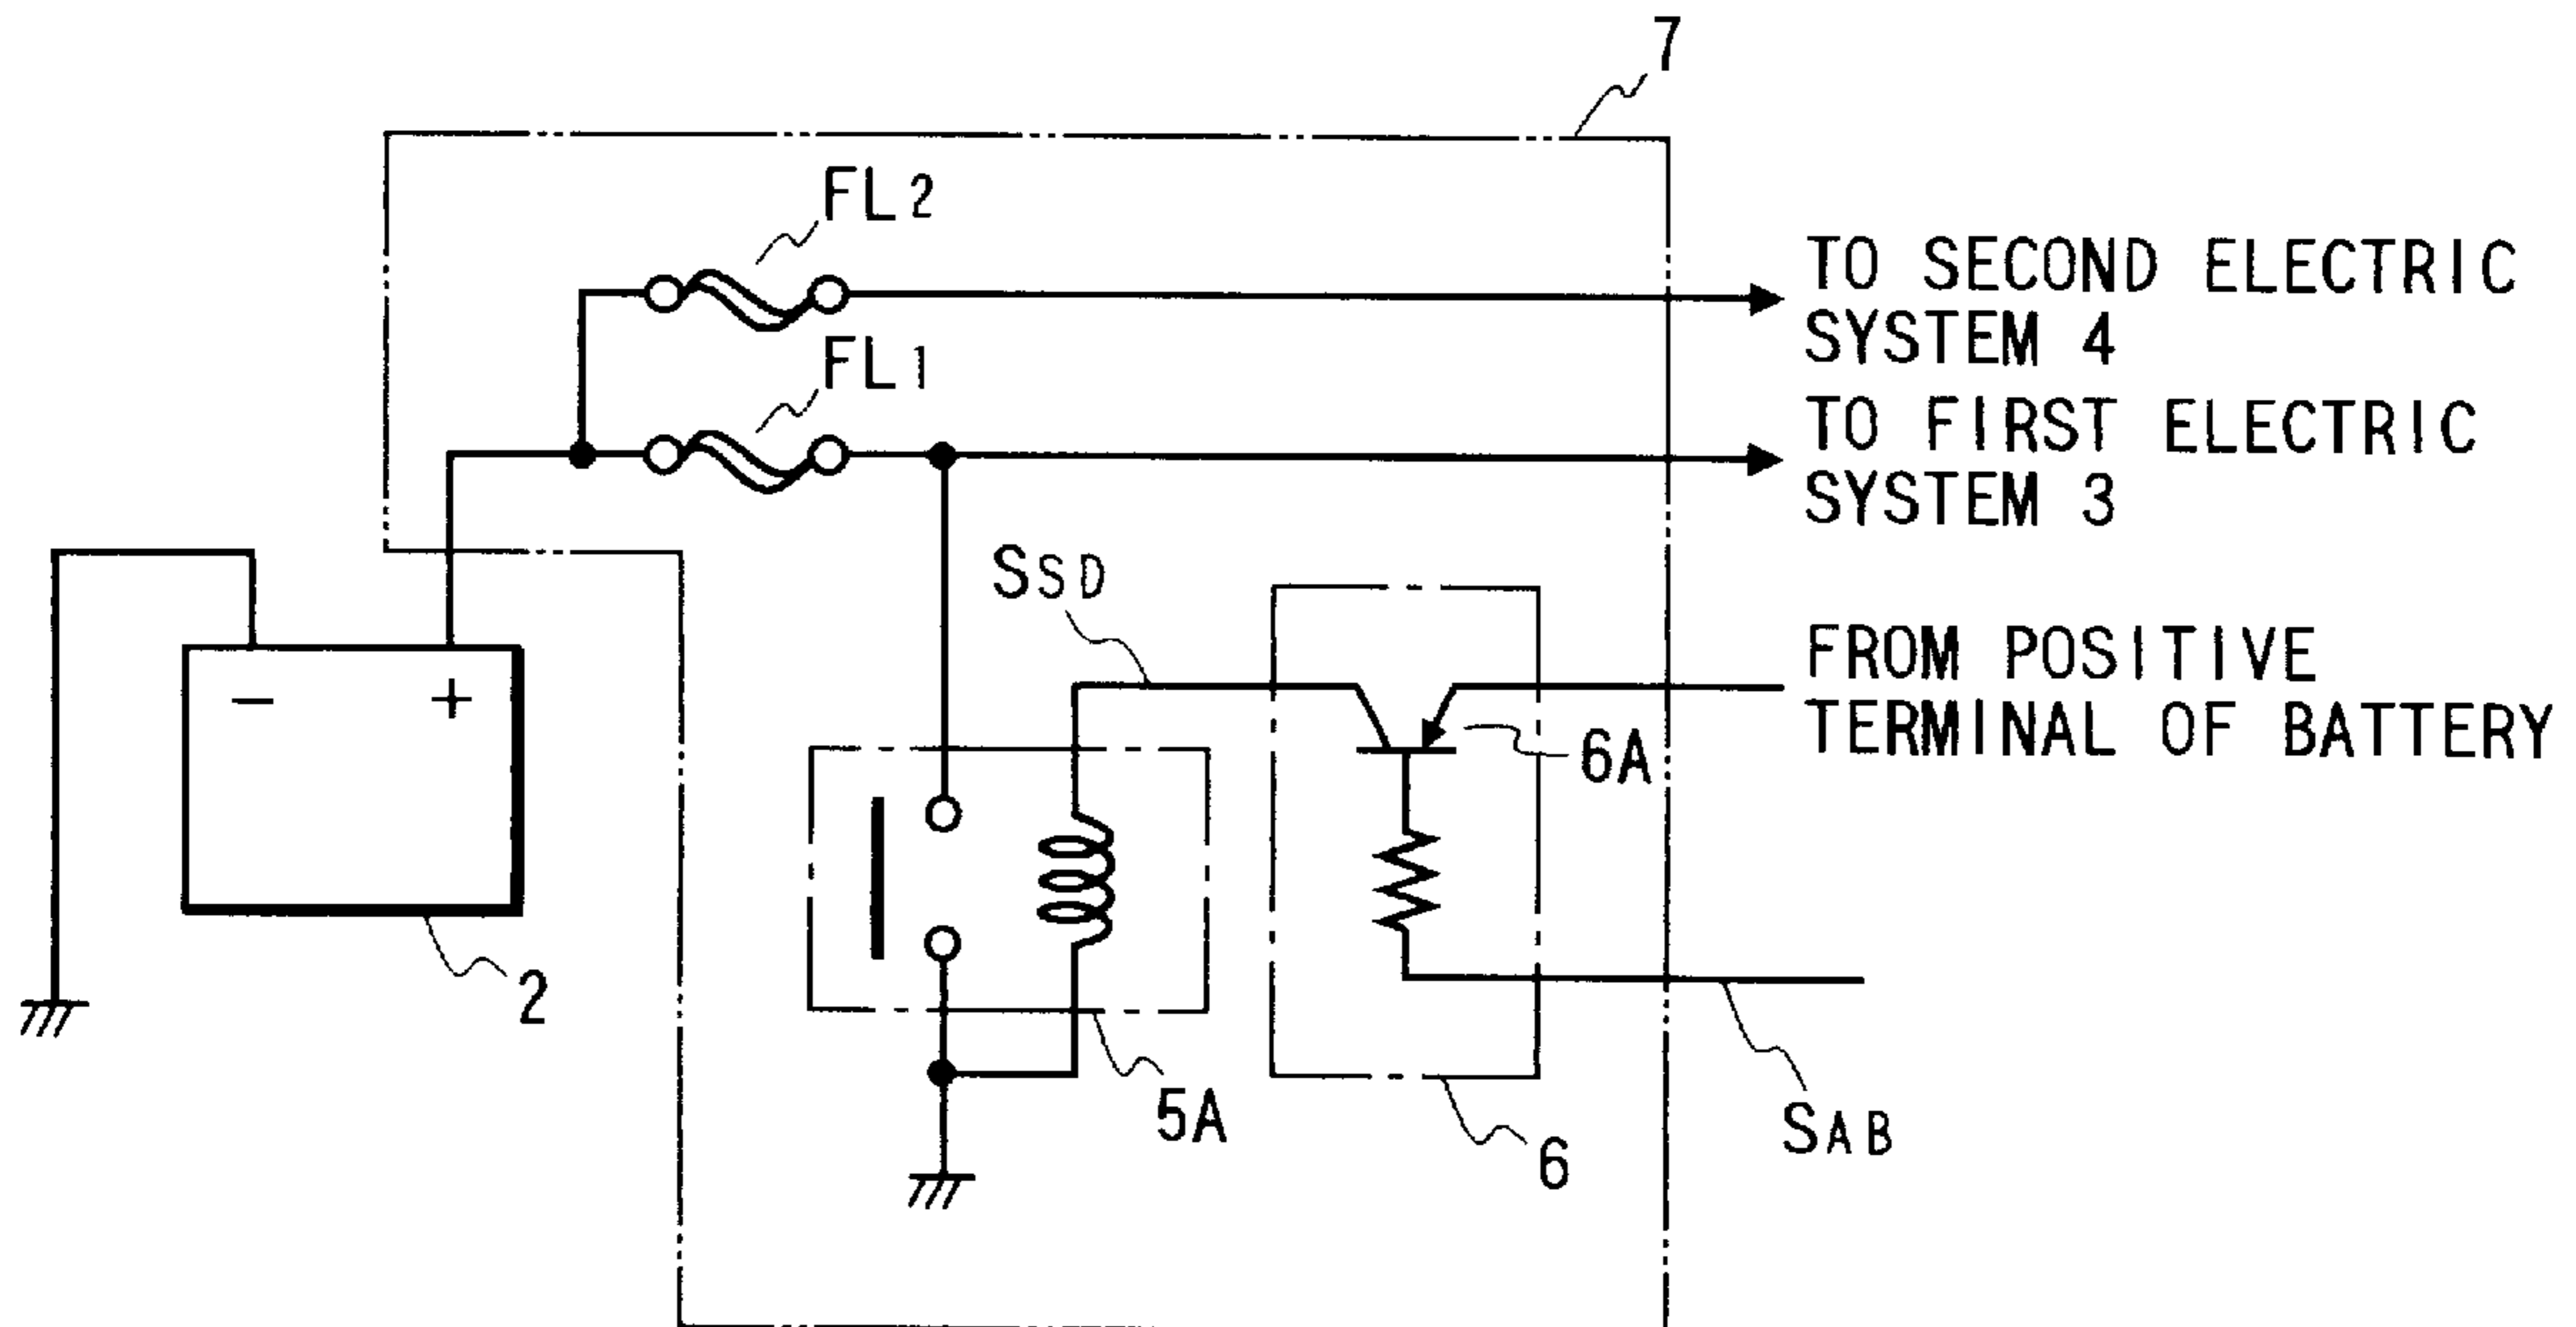 7
FL2
TO SECOND ELECTRIC
SYSTEM 4
FL1
TO FIRST ELECTRIC
SYSTEM 3
SSD
FROM POSITIVE
TERMINAL OF BATTERY
− +
6A
2
5A
6
SAB